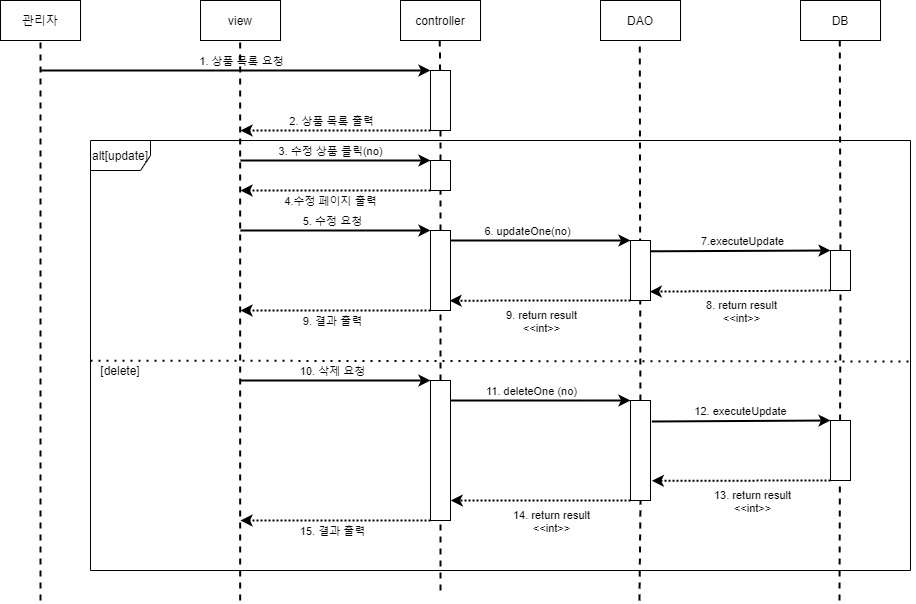 관리자
view
controller
DAO
DB
1. 상품 목록 요청
2. 상품 목록 출력
alt[update]
3. 수정 상품 클릭(no)
4.수정 페이지 출력
5. 수정 요청
6. updateOne(no)
7.executeUpdate
8. return result
<<int>>
9. return result
<<int>>
9. 결과 출력
[delete]
10. 삭제 요청
11. deleteOne (no)
12. executeUpdate
13. return result
<<int>>
14. return result
<<int>>
15. 결과 출력